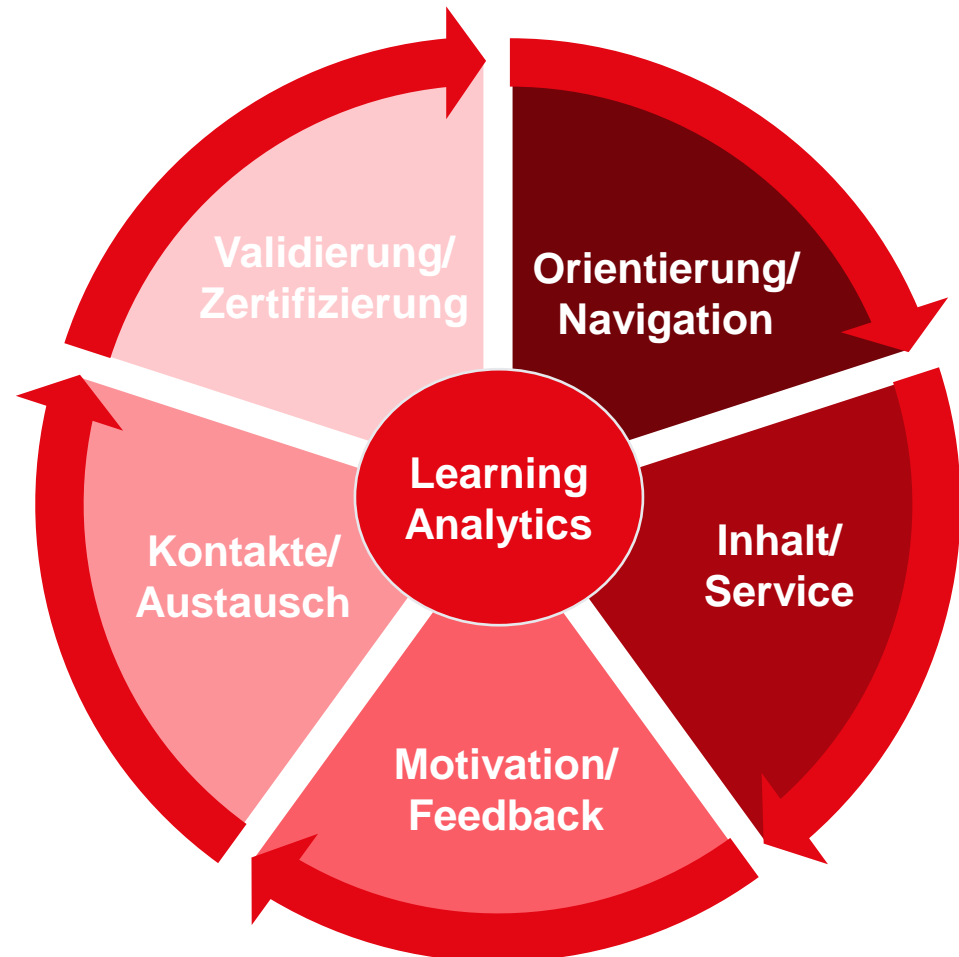 Validierung/
Zertifizierung
Orientierung/
Navigation
Learning
Analytics
Kontakte/
Austausch
Inhalt/
Service
Motivation/
Feedback